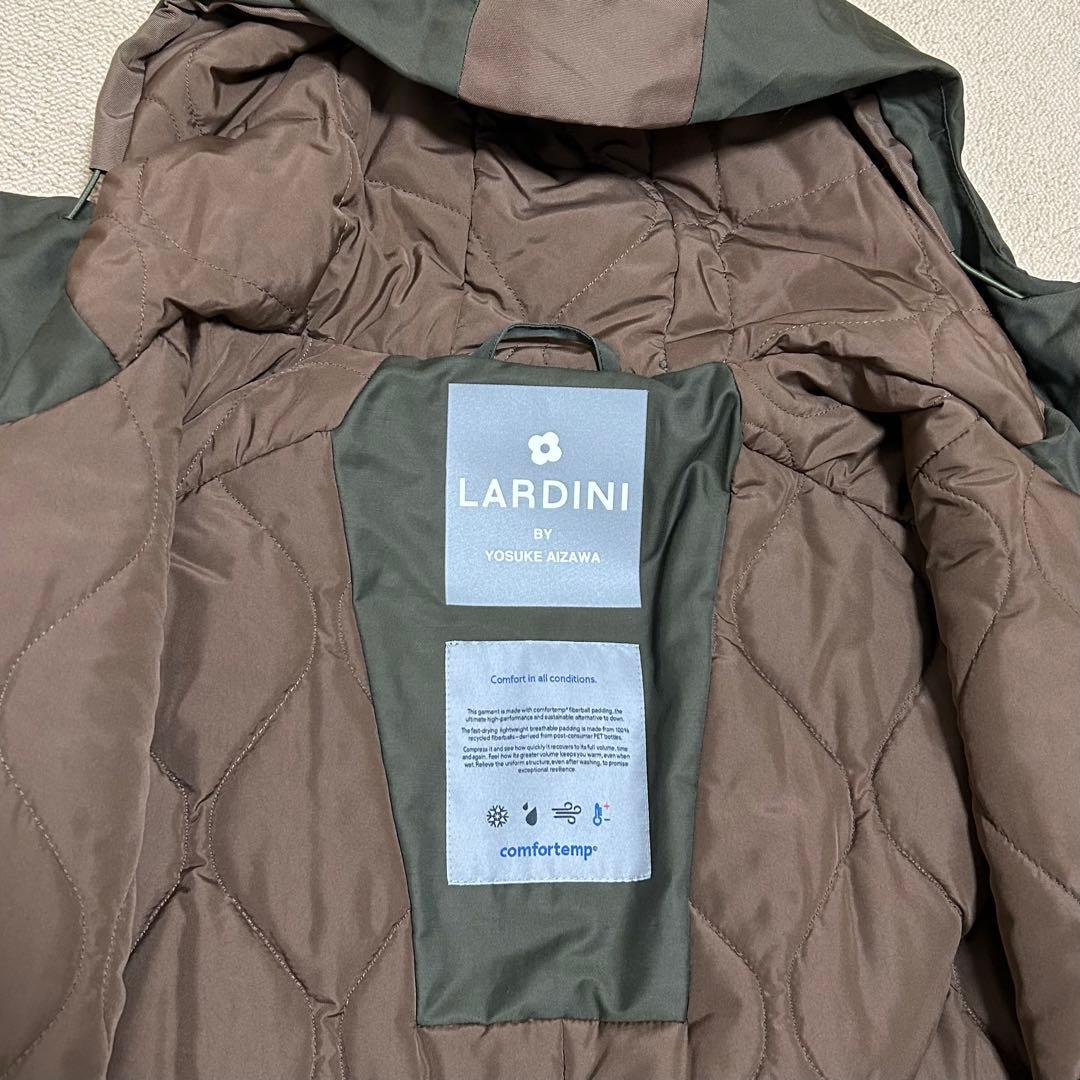 LARDINI
BY
YOSUKE AIZAWA
Comfort in all conditions.
This garment is made with comfortemp® fiberball padding, the
ultimate high-performance and sustainable alternative to down.
The fast-drying lightweight breathable padding is made from 100%
recycled fiberballs - derived from post-consumer PET bottles.
Compress it and see how quickly it recovers to its full volume, time
and again. Feel how its greater volume keeps you warm, even when
wet. Relieve the uniform structure, even after washing, to promise
exceptional resilience.
comfortemp®